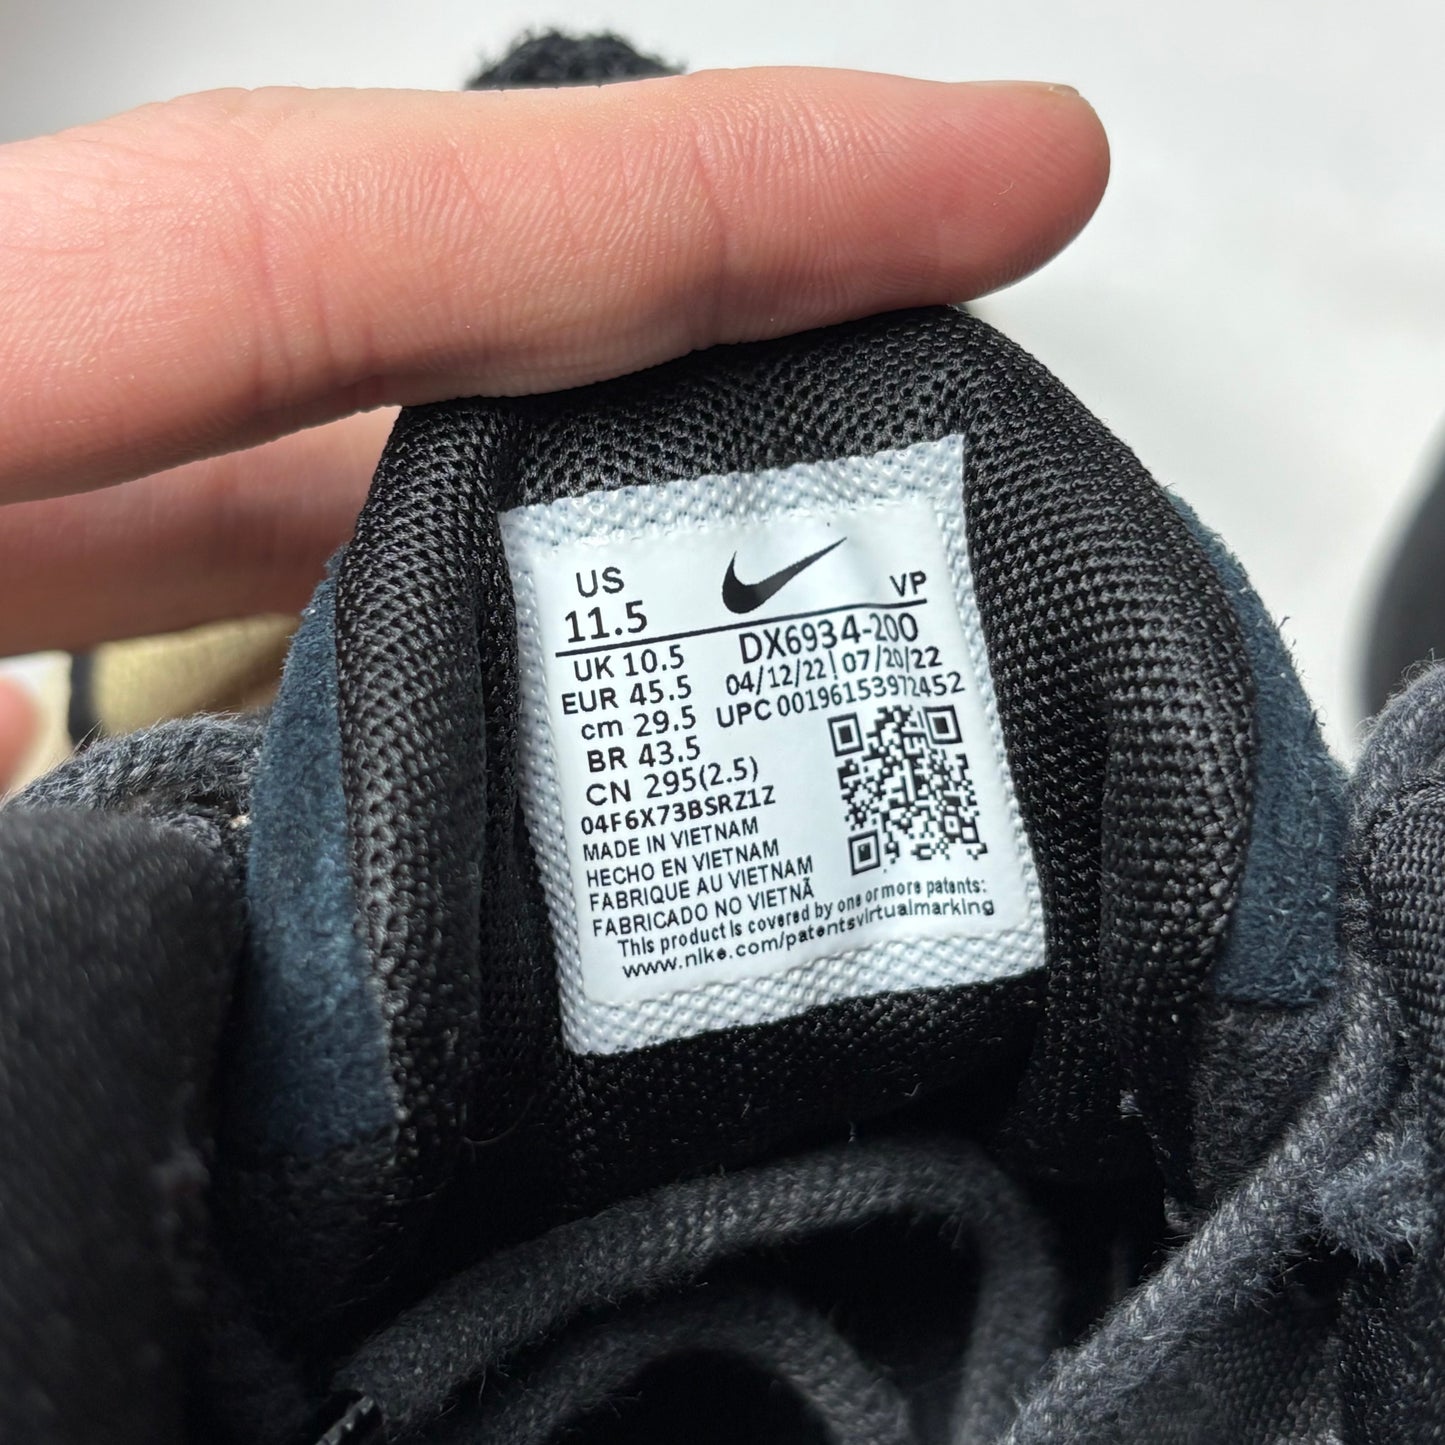 US
11.5
VP
DX6934-200
04/12/22|07/20/22
UPC 00196153972452
UK 10.5
EUR 45.5
cm 29.5
BR 43.5
CN 295(2.5)
04F6X73BSRZ1Z
MADE IN VIETNAM
HECHO EN VIETNAM
FABRIQUE AU VIETNAM
FABRICADO NO VIETNÃ
This product is covered by one or more patents:
www.nike.com/patentsvirtualmarking